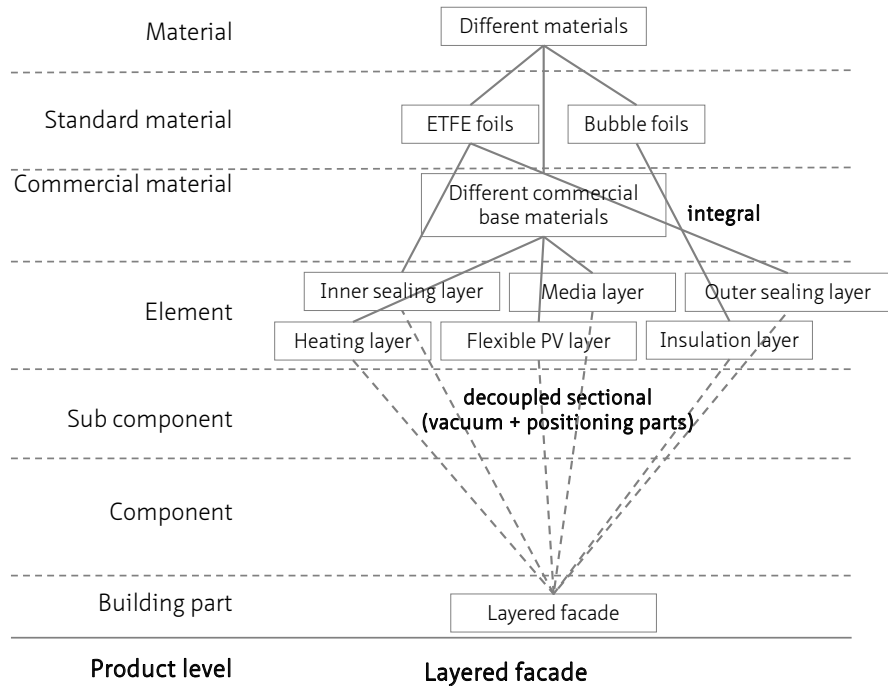 Material
Different materials
Standard material
ETFE foils
Bubble foils
Commercial material
Different commercial
base materials
integral
Element
Inner sealing layer
Media layer
Outer sealing layer
Heating layer
Flexible PV layer
Insulation layer
Sub component
decoupled sectional
(vacuum + positioning parts)
Component
Building part
Layered facade
Product level
Layered facade